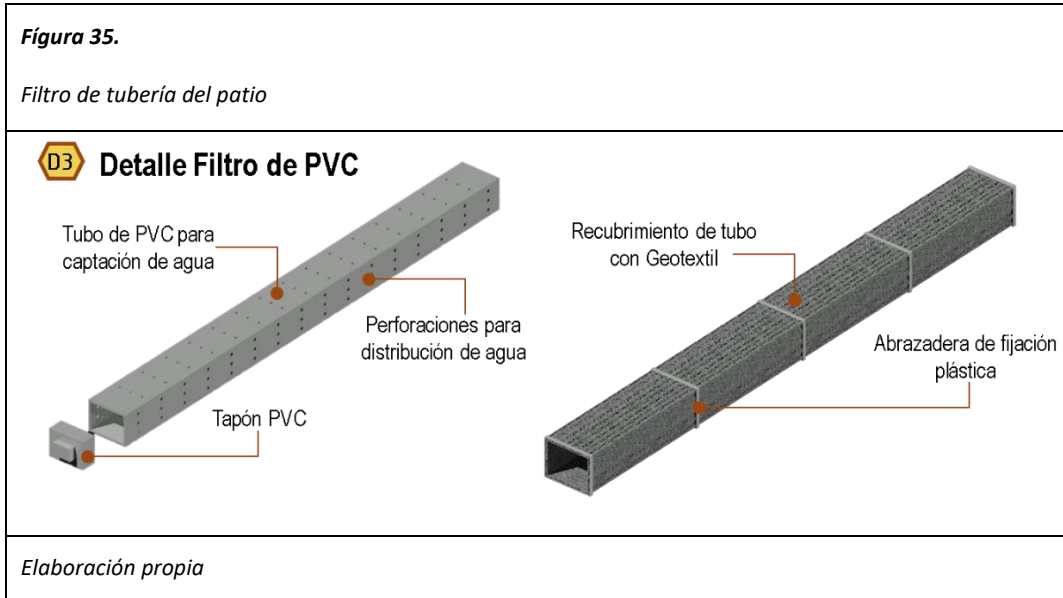 Fígura 35.
Filtro de tubería del patio
D3 Detalle Filtro de PVC
Tubo de PVC para
captación de agua
Perforaciones para
distribución de agua
Tapón PVC
Recubrimiento de tubo
con Geotextil
Abrazadera de fijación
plástica
Elaboración propia